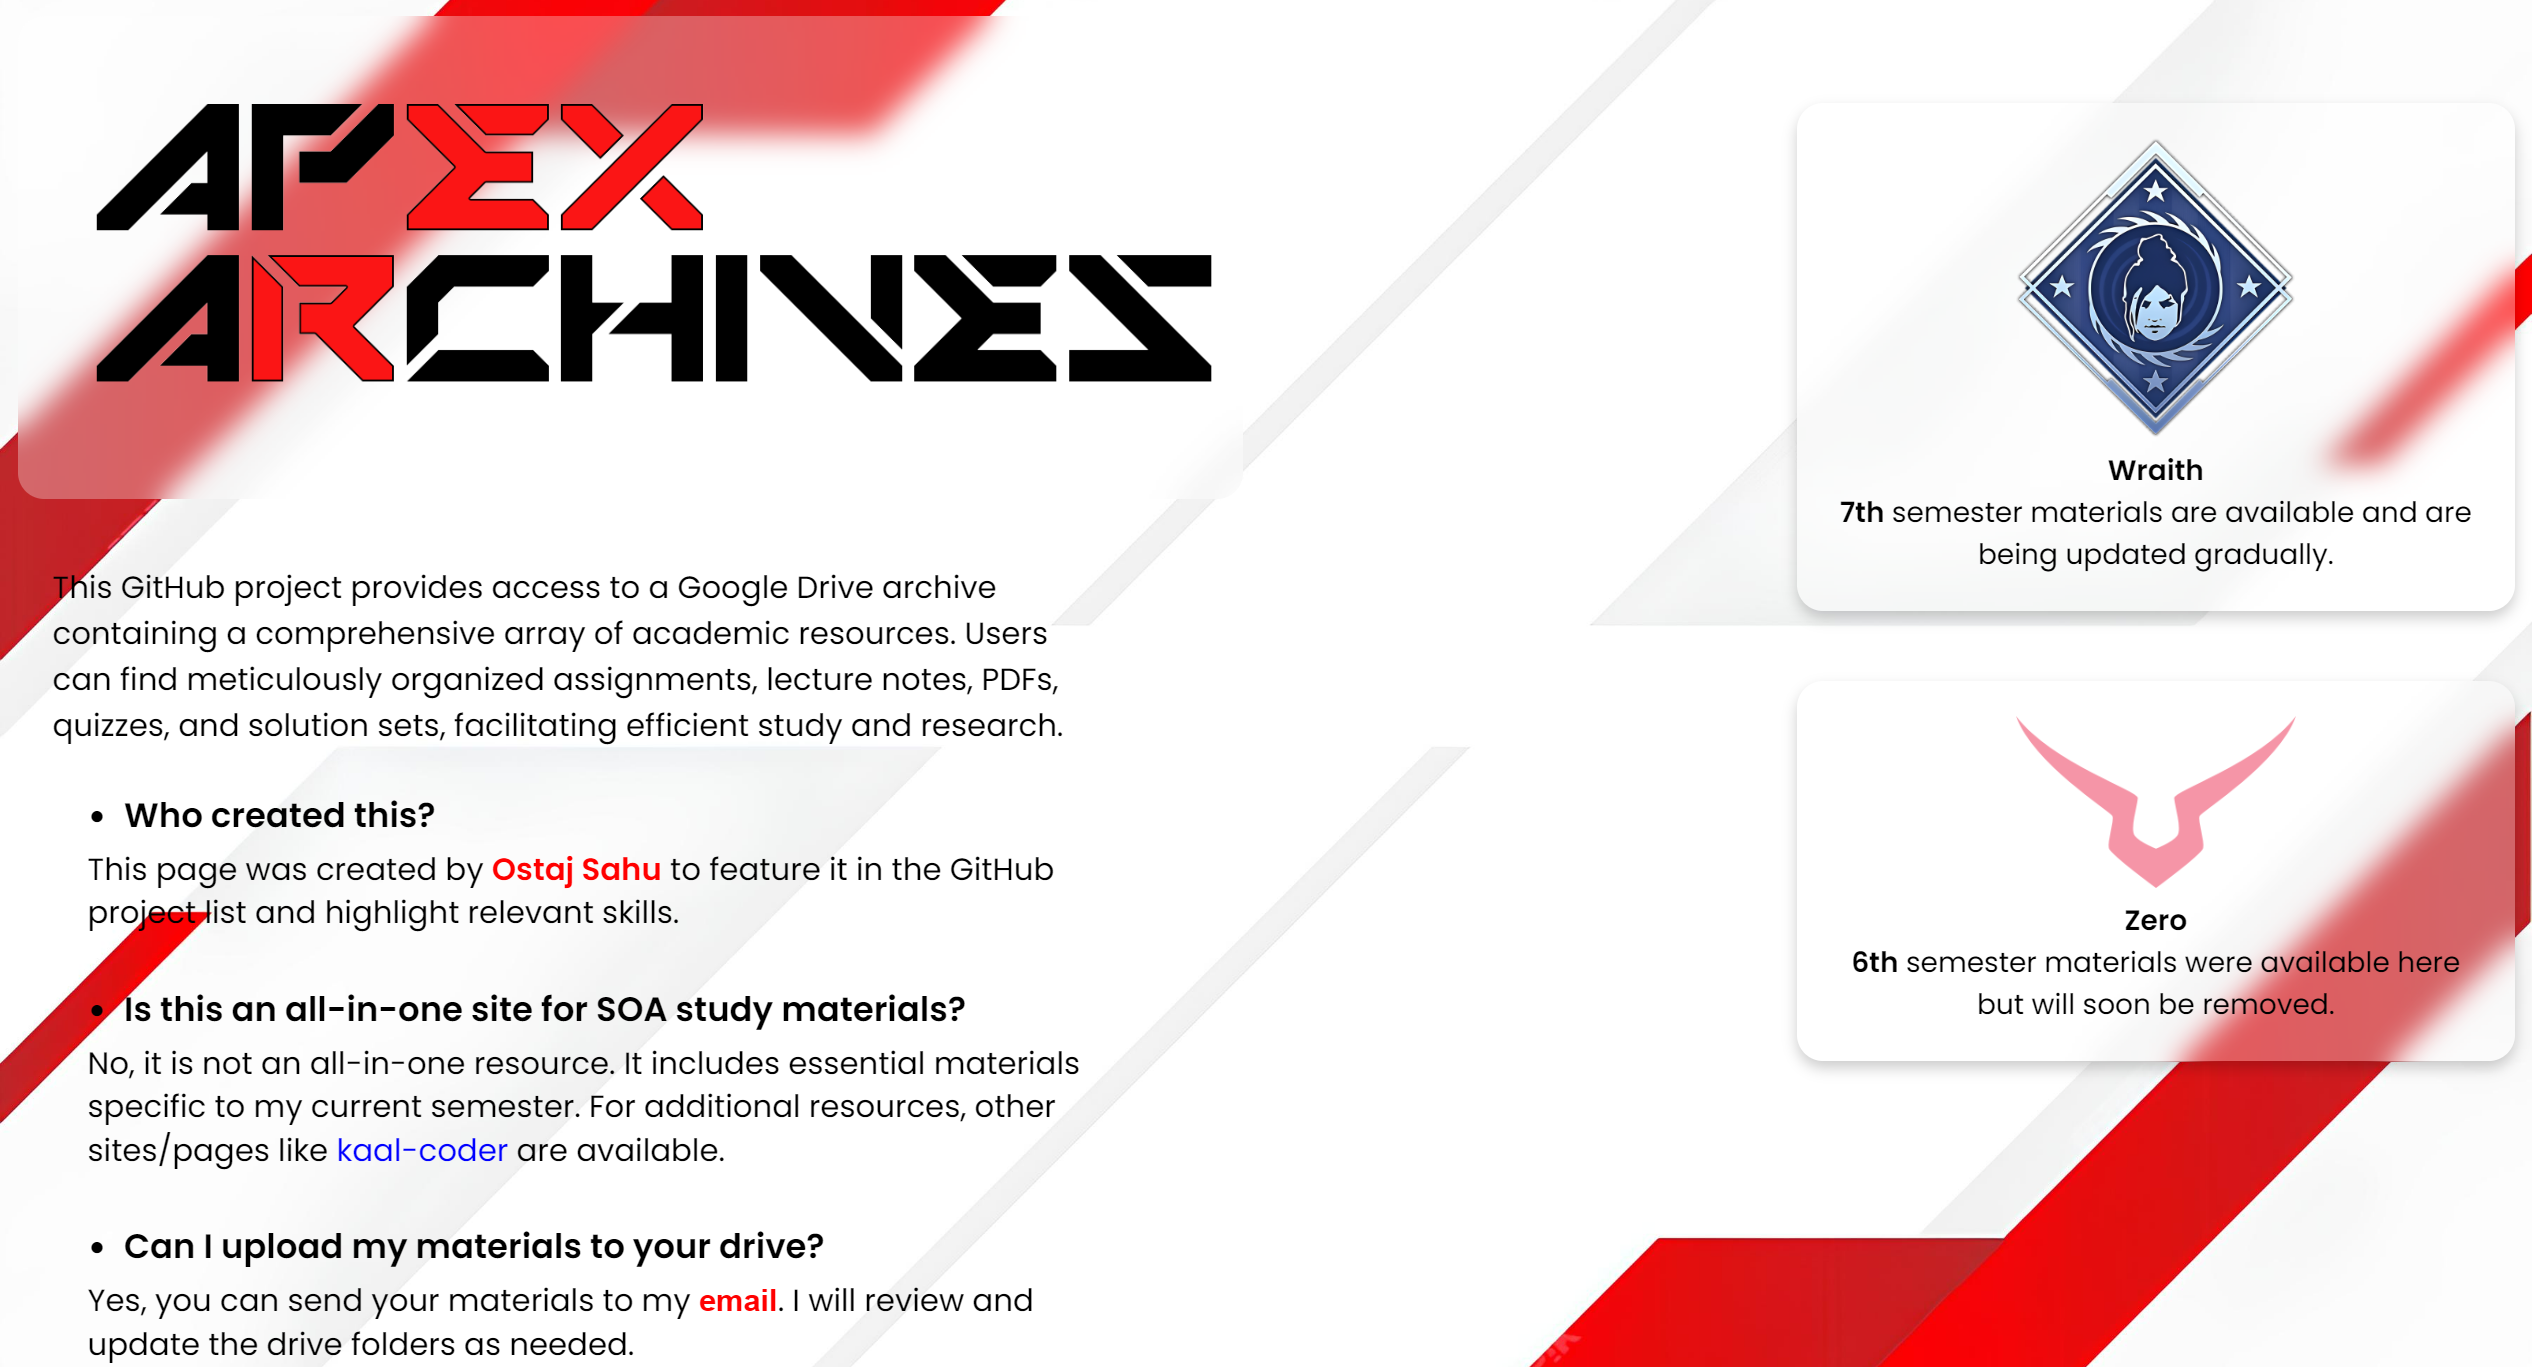 APEX
ARCHIVES
This GitHub project provides access to a Google Drive archive
containing a comprehensive array of academic resources. Users
can find meticulously organized assignments, lecture notes, PDFs,
quizzes, and solution sets, facilitating efficient study and research.
• Who created this?
This page was created by Ostaj Sahu to feature it in the GitHub
project list and highlight relevant skills.
• Is this an all-in-one site for SOA study materials?
No, it is not an all-in-one resource. It includes essential materials
specific to my current semester. For additional resources, other
sites/pages like kaal-coder are available.
• Can I upload my materials to your drive?
Yes, you can send your materials to my email. I will review and
update the drive folders as needed.
Wraith
7th semester materials are available and are
being updated gradually.
Zero
6th semester materials were available here
but will soon be removed.